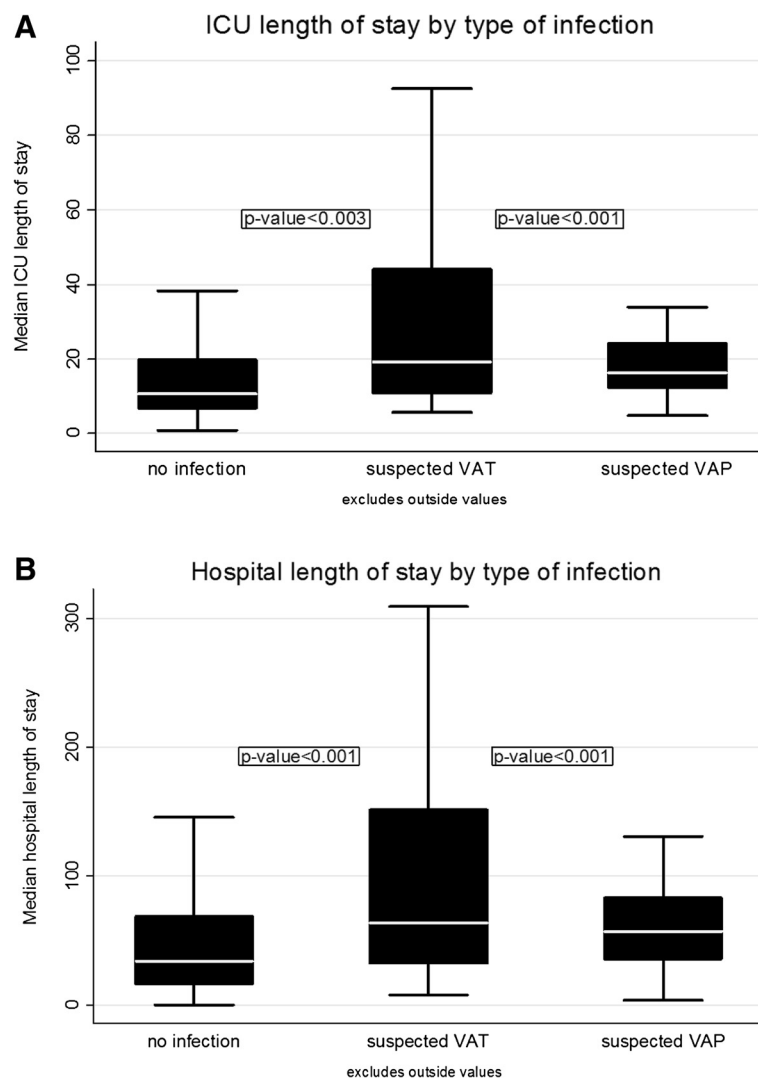 A
ICU length of stay by type of infection
Median ICU length of stay
100
80
60
40
20
0
p-value<0.003
p-value<0.001
no infection
suspected VAT
suspected VAP
excludes outside values
B
Hospital length of stay by type of infection
Median hospital length of stay
300
200
100
0
p-value<0.001
p-value<0.001
no infection
suspected VAT
suspected VAP
excludes outside values